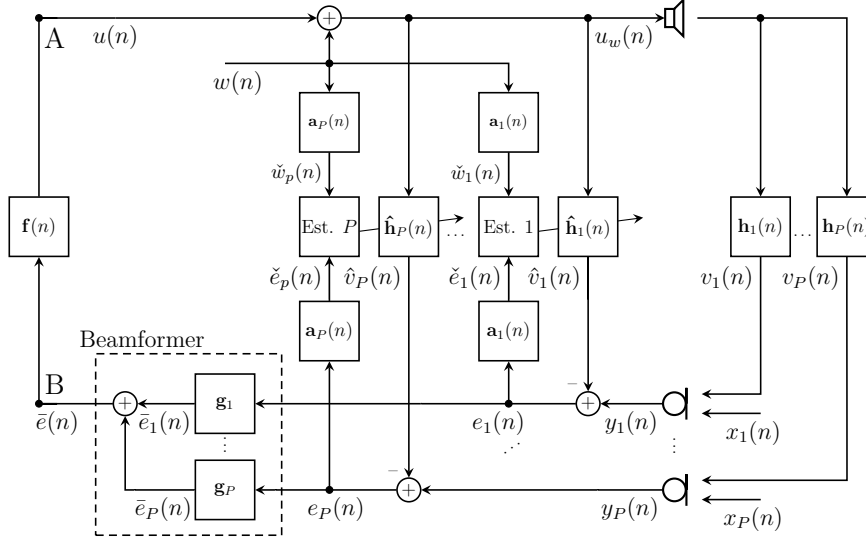 A
u(n)
+
u_w(n)
w(n)
𝐚_P(n)
𝐚_1(n)
w̌_p(n)
w̌_1(n)
𝐟(n)
Est. P
𝐡̂_P(n)
...
Est. 1
𝐡̂_1(n)
𝐡_1(n)
...
𝐡_P(n)
ě_p(n)
v̂_P(n)
ě_1(n)
v̂_1(n)
v_1(n)
v_P(n)
𝐚_P(n)
𝐚_1(n)
Beamformer
B
ē(n)
+
ē_1(n)
𝐠_1
e_1(n)
−
+
y_1(n)
x_1(n)
⋮
⋰
⋮
ē_P(n)
𝐠_P
e_P(n)
−
+
y_P(n)
x_P(n)